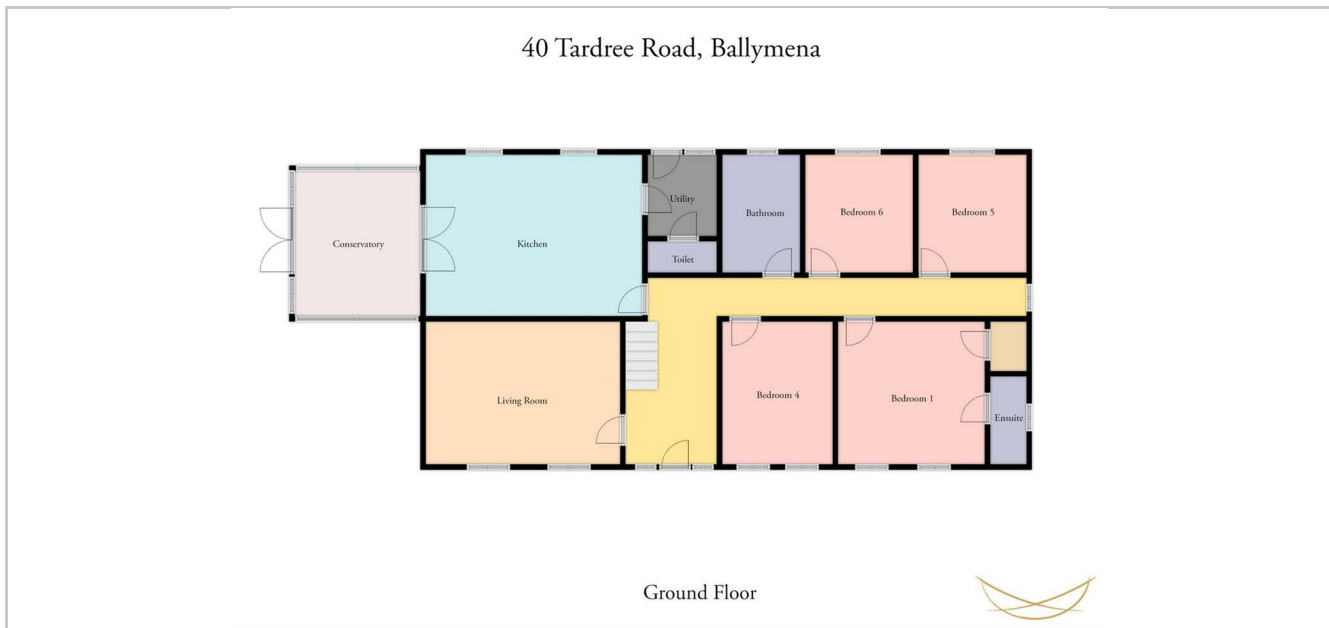 40 Tardree Road, Ballymena
Utility
Bathroom
Bedroom 6
Bedroom 5
Conservatory
Kitchen
Toilet
Living Room
Bedroom 4
Bedroom 1
Ensuite
Ground Floor